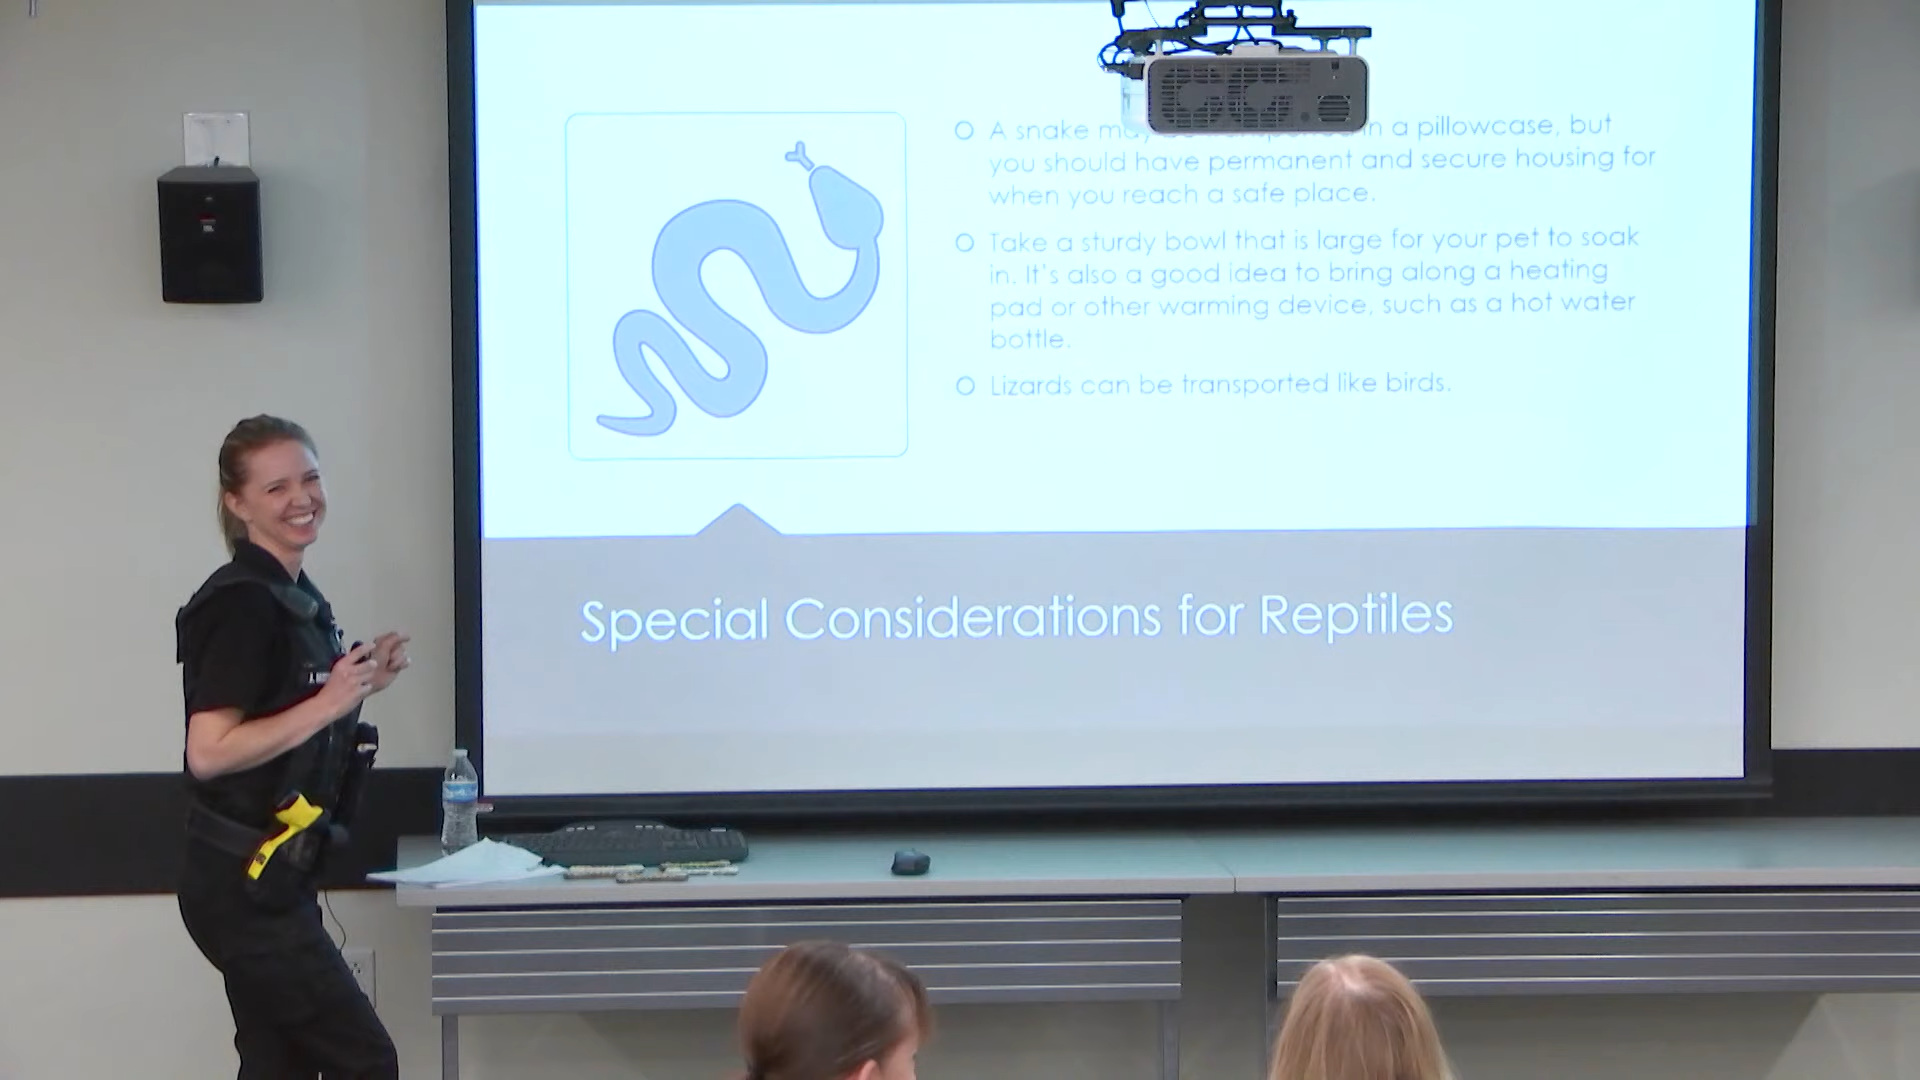 O A snake may in a pillowcase, but
you should have permanent and secure housing for
when you reach a safe place.
O Take a sturdy bowl that is large for your pet to soak
in. It's also a good idea to bring along a heating
pad or other warming device, such as a hot water
bottle.
O Lizards can be transported like birds.
Special Considerations for Reptiles